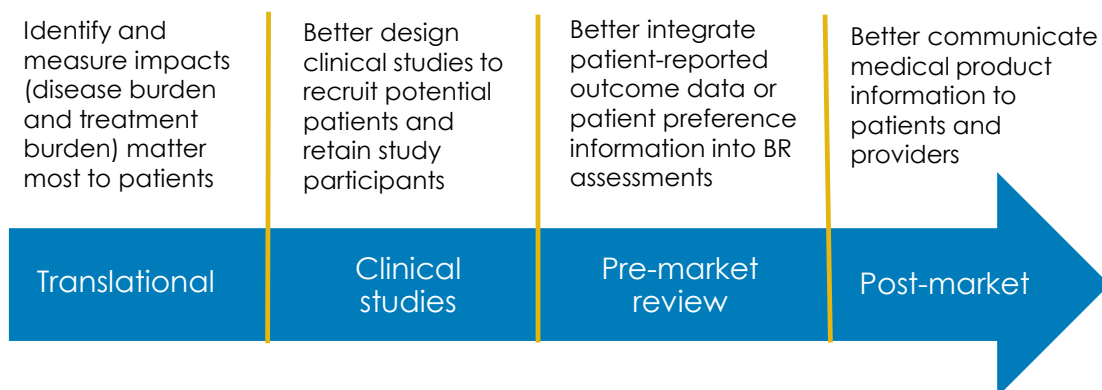 Identify and
measure impacts
(disease burden
and treatment
burden) matter
most to patients
Better design
clinical studies to
recruit potential
patients and
retain study
participants
Better integrate
patient-reported
outcome data or
patient preference
information into BR
assessments
Better communicate
medical product
information to
patients and
providers
Translational
Clinical
studies
Pre-market
review
Post-market